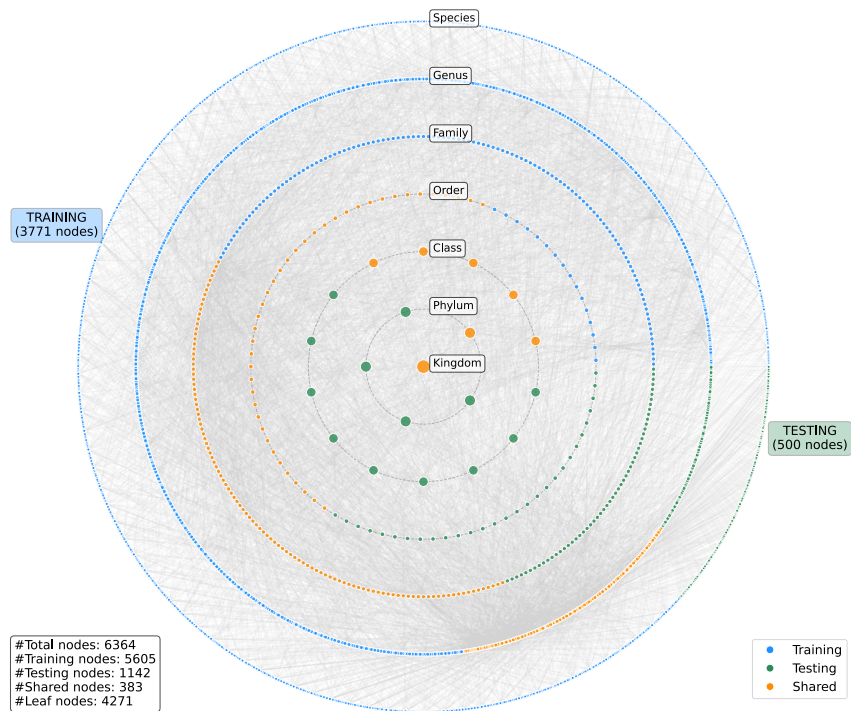 Species
Genus
Family
Order
TRAINING
(3771 nodes)
Class
Phylum
Kingdom
TESTING
(500 nodes)
#Total nodes: 6364
#Training nodes: 5605
#Testing nodes: 1142
#Shared nodes: 383
#Leaf nodes: 4271
Training
Testing
Shared